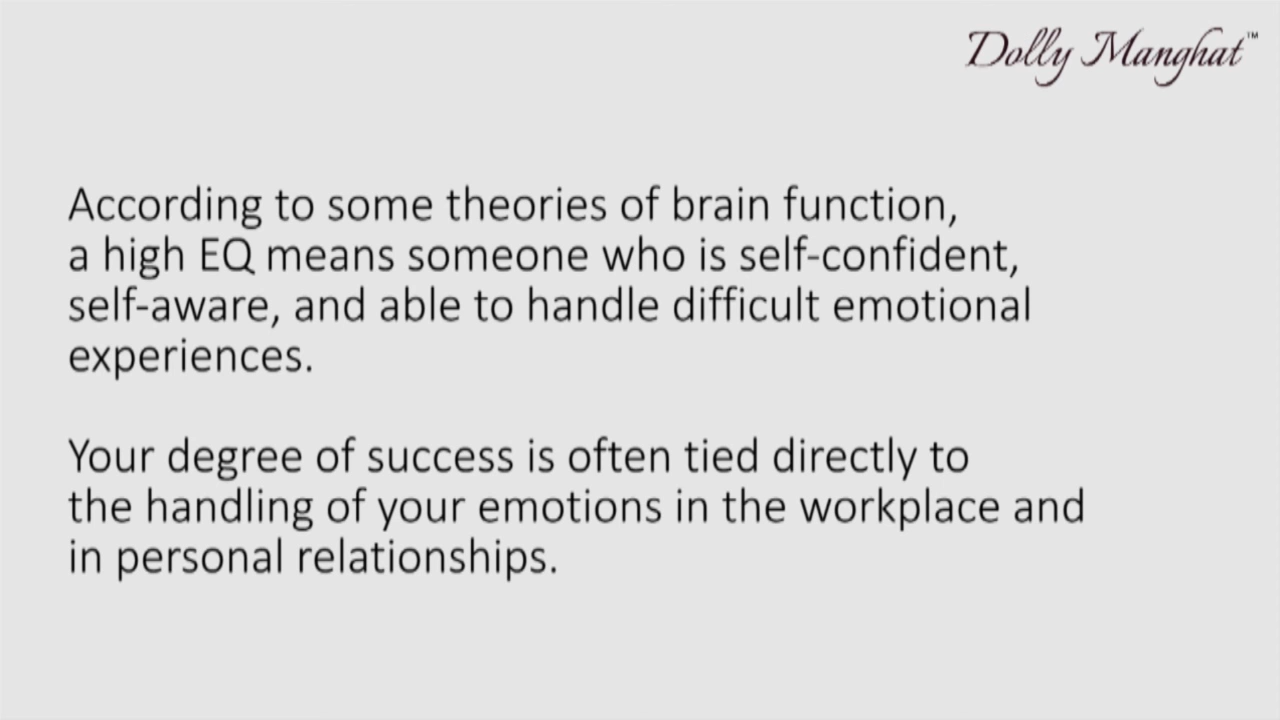 Dolly Manghat™
According to some theories of brain function,
a high EQ means someone who is self-confident,
self-aware, and able to handle difficult emotional
experiences.
Your degree of success is often tied directly to
the handling of your emotions in the workplace and
in personal relationships.